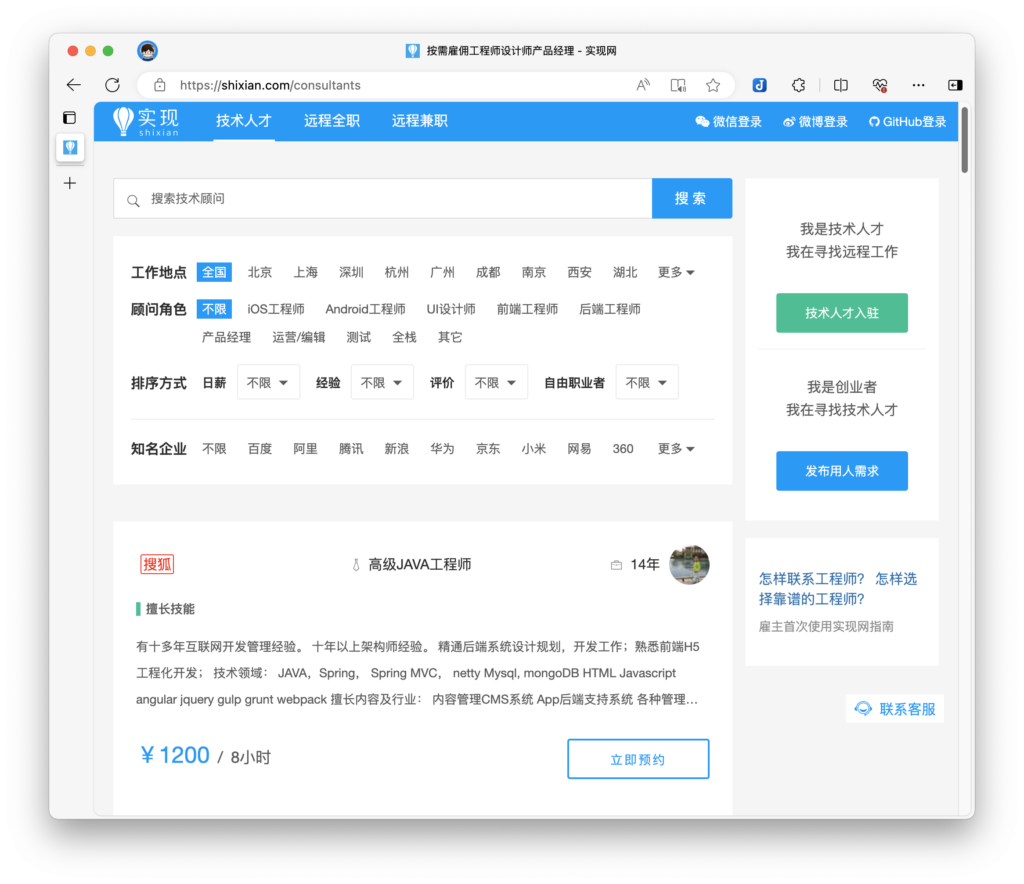 按需雇佣工程师设计师产品经理 - 实现网
https://shixian.com/consultants
实现
shixian
技术人才 远程全职 远程兼职 微信登录 微博登录 GitHub登录
搜索技术顾问 搜 索
工作地点 全国 北京 上海 深圳 杭州 广州 成都 南京 西安 湖北 更多
顾问角色 不限 iOS工程师 Android工程师 UI设计师 前端工程师 后端工程师
产品经理 运营/编辑 测试 全栈 其它
排序方式 日薪 不限 经验 不限 评价 不限 自由职业者 不限
知名企业 不限 百度 阿里 腾讯 新浪 华为 京东 小米 网易 360 更多
搜狐 高级JAVA工程师 14年
擅长技能
有十多年互联网开发管理经验。 十年以上架构师经验。 精通后端系统设计规划，开发工作；熟悉前端H5
工程化开发； 技术领域： JAVA，Spring， Spring MVC， netty Mysql, mongoDB HTML Javascript
angular jquery gulp grunt webpack 擅长内容及行业： 内容管理CMS系统 App后端支持系统 各种管理…
￥1200 / 8小时 立即预约
我是技术人才
我在寻找远程工作
技术人才入驻
我是创业者
我在寻找技术人才
发布用人需求
怎样联系工程师? 怎样选
择靠谱的工程师?
雇主首次使用实现网指南
联系客服